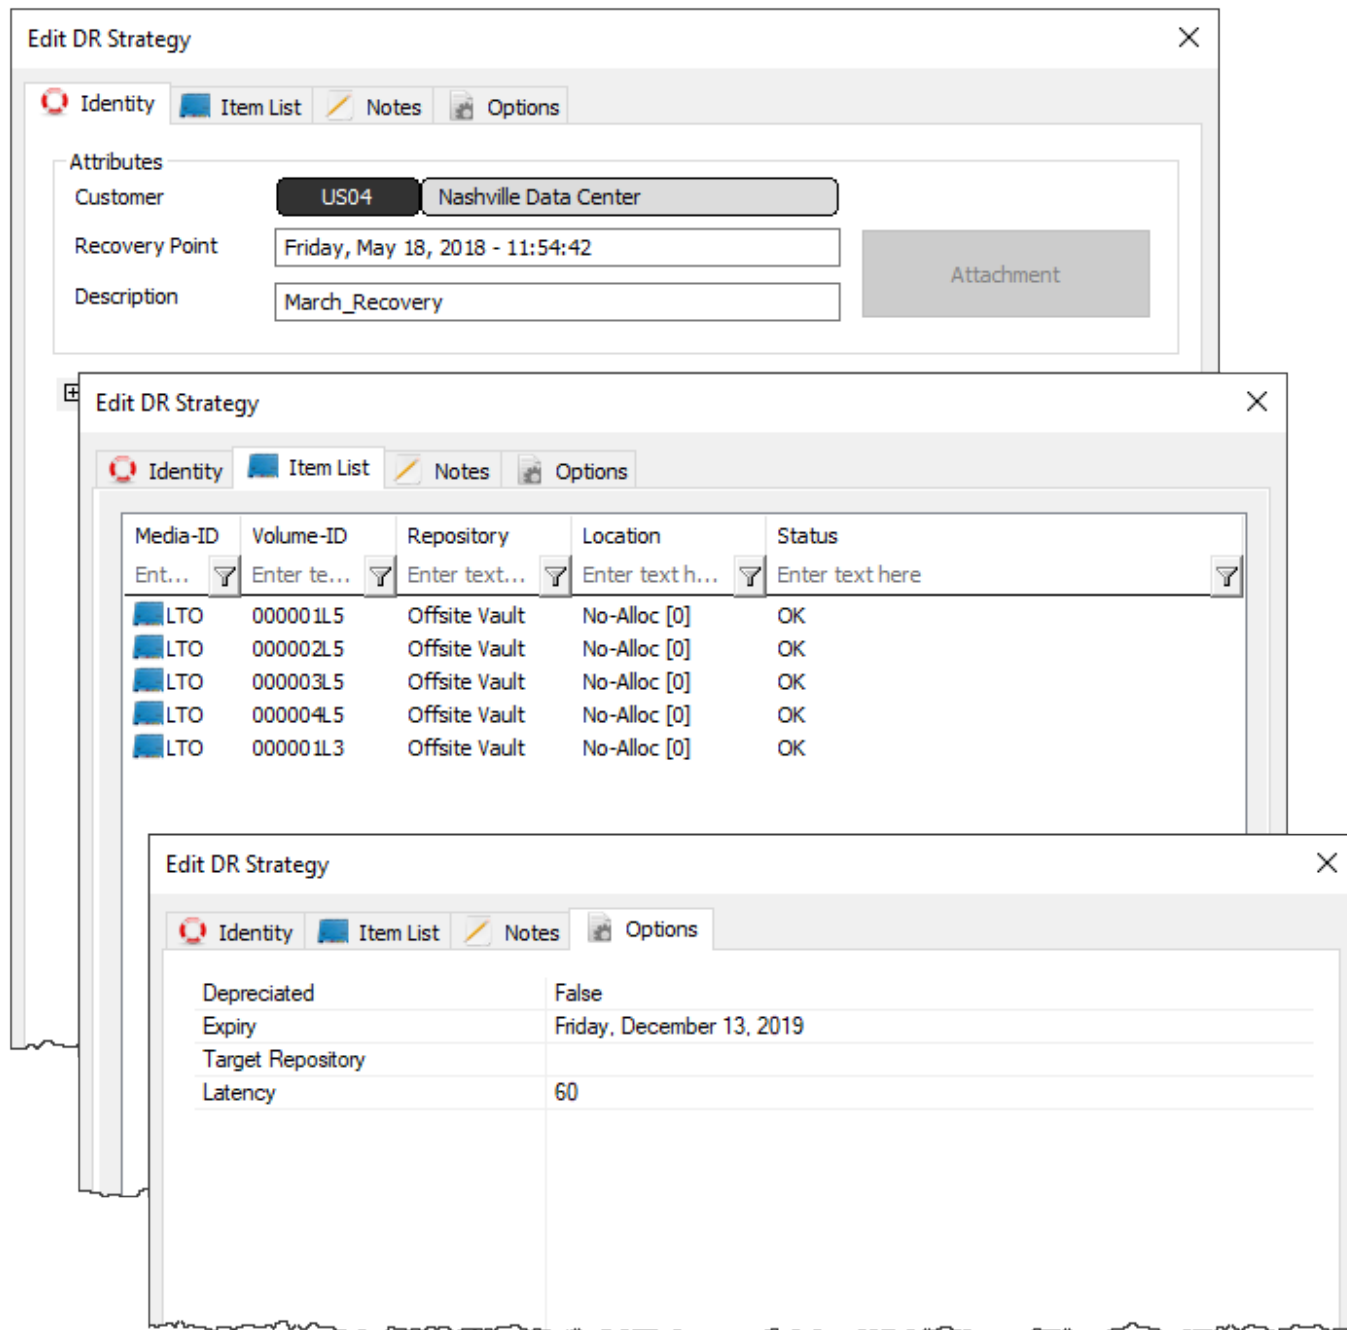 Edit DR Strategy
Identity Item List Notes Options
Attributes
Customer US04 Nashville Data Center
Recovery Point Friday, May 18, 2018 - 11:54:42
Attachment
Description March_Recovery
Edit DR Strategy
Identity Item List Notes Options
Media-ID Volume-ID Repository Location Status
Ent... Enter te... Enter text... Enter text h... Enter text here
LTO 000001L5 Offsite Vault No-Alloc [0] OK
LTO 000002L5 Offsite Vault No-Alloc [0] OK
LTO 000003L5 Offsite Vault No-Alloc [0] OK
LTO 000004L5 Offsite Vault No-Alloc [0] OK
LTO 000001L3 Offsite Vault No-Alloc [0] OK
Edit DR Strategy
Identity Item List Notes Options
Depreciated False
Expiry Friday, December 13, 2019
Target Repository
Latency 60